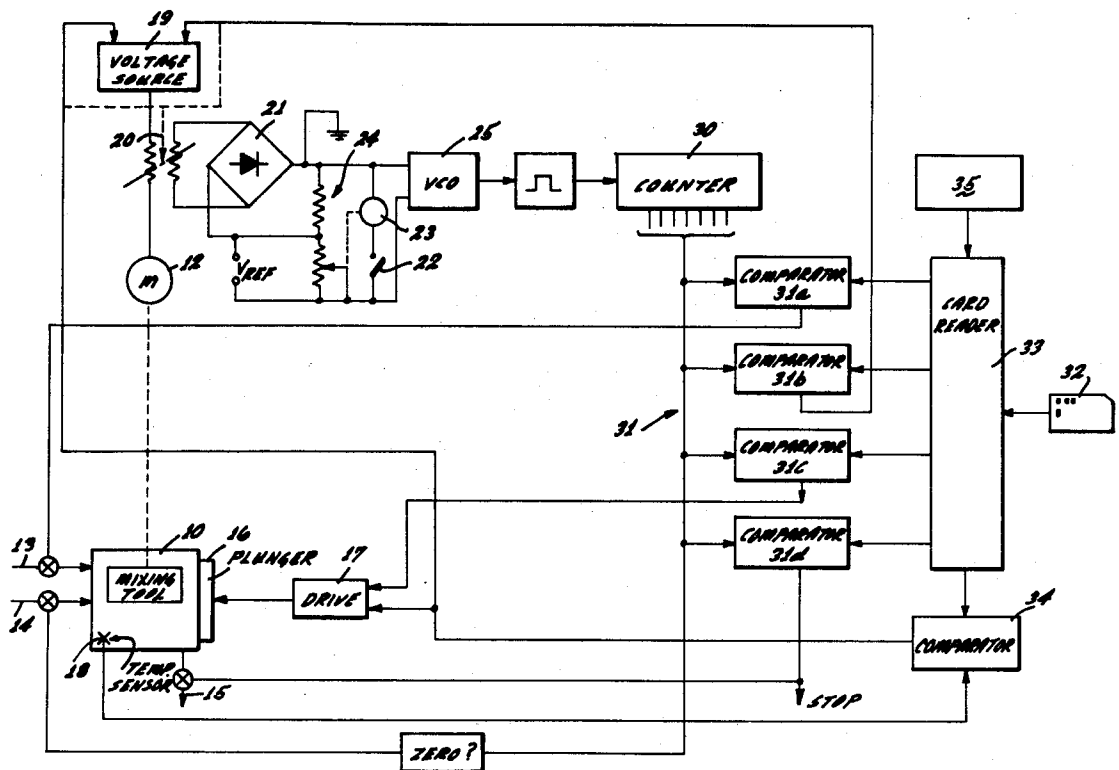 19
VOLTAGE
SOURCE
20
21
24
25
VCO
30
COUNTER
35
23
22
VREF
12
M
COMPARATOR
31a
CARD
READER
33
COMPARATOR
31b
32
31
COMPARATOR
31c
COMPARATOR
31d
13
10
16
PLUNGER
MIXING
TOOL
17
DRIVE
14
34
COMPARATOR
18
TEMP.
SENSOR
15
STOP
ZERO?